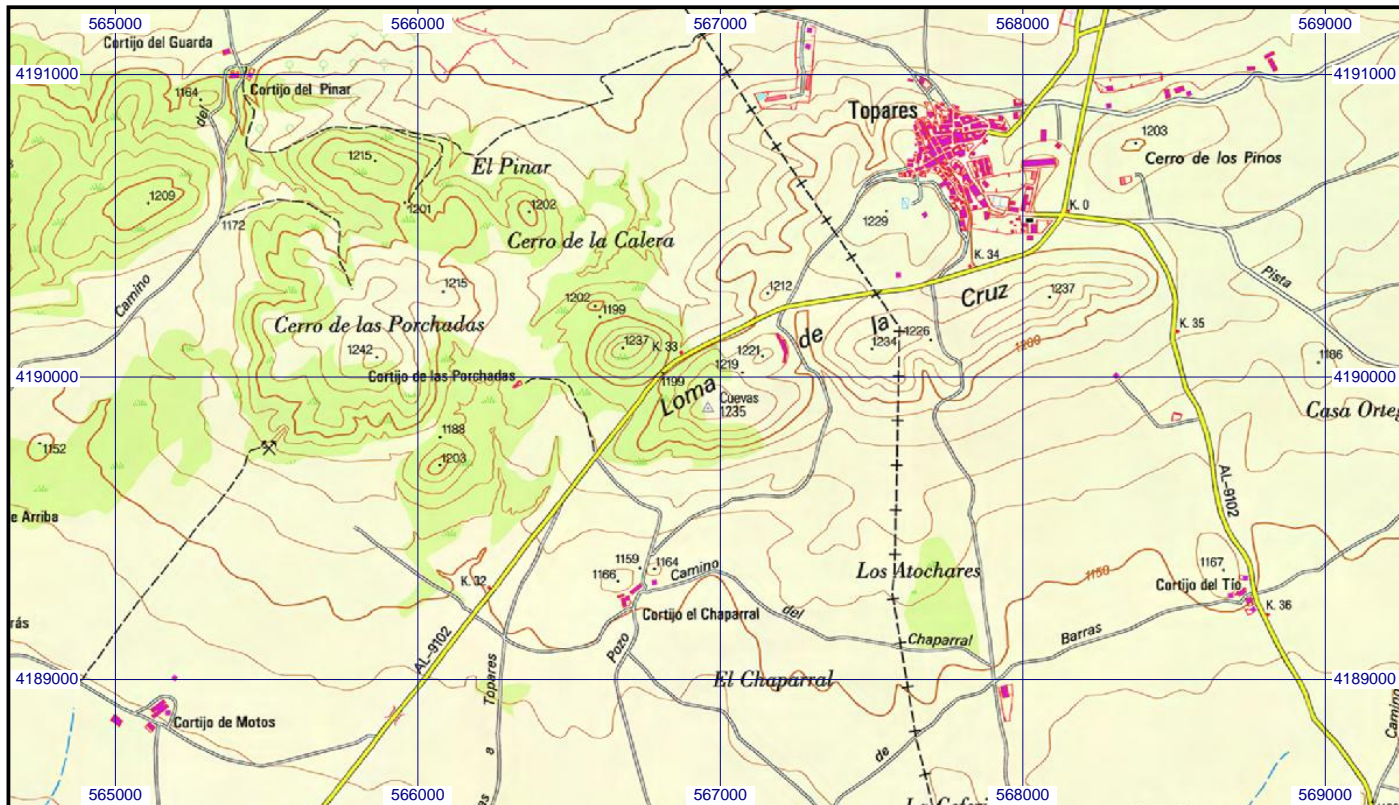 565000
566000
567000
568000
569000
Cortijo del Guarda
4191000
4191000
Cortijo del Pinar
1164
del
Topares
1203
Cerro de los Pinos
1215
El Pinar
1209
1201
1202
K. 0
1172
1229
Cerro de la Calera
K. 34
Pista
Camino
1215
1212
Cruz
1237
1202
1199
Cerro de las Porchadas
la
1226
K. 35
1237
K. 33
de
1234
1200
1242
1221
1186
1219
4190000
Cortijo de las Porchadas
1199
4190000
Loma
Cuevas
1235
Casa Orteg
1188
1152
1203
AL-9102
e Arriba
1159
1164
Camino
1167
K. 32
1166
Los Atochares
1150
Cortijo del Tío
Cortijo el Chaparral
del
K. 36
rás
Chaparral
Barras
AL-9102
Pozo
4189000
Topares
El Chaparral
4189000
Cortijo de Motos
a
de
Camino
as
565000
566000
567000
568000
569000